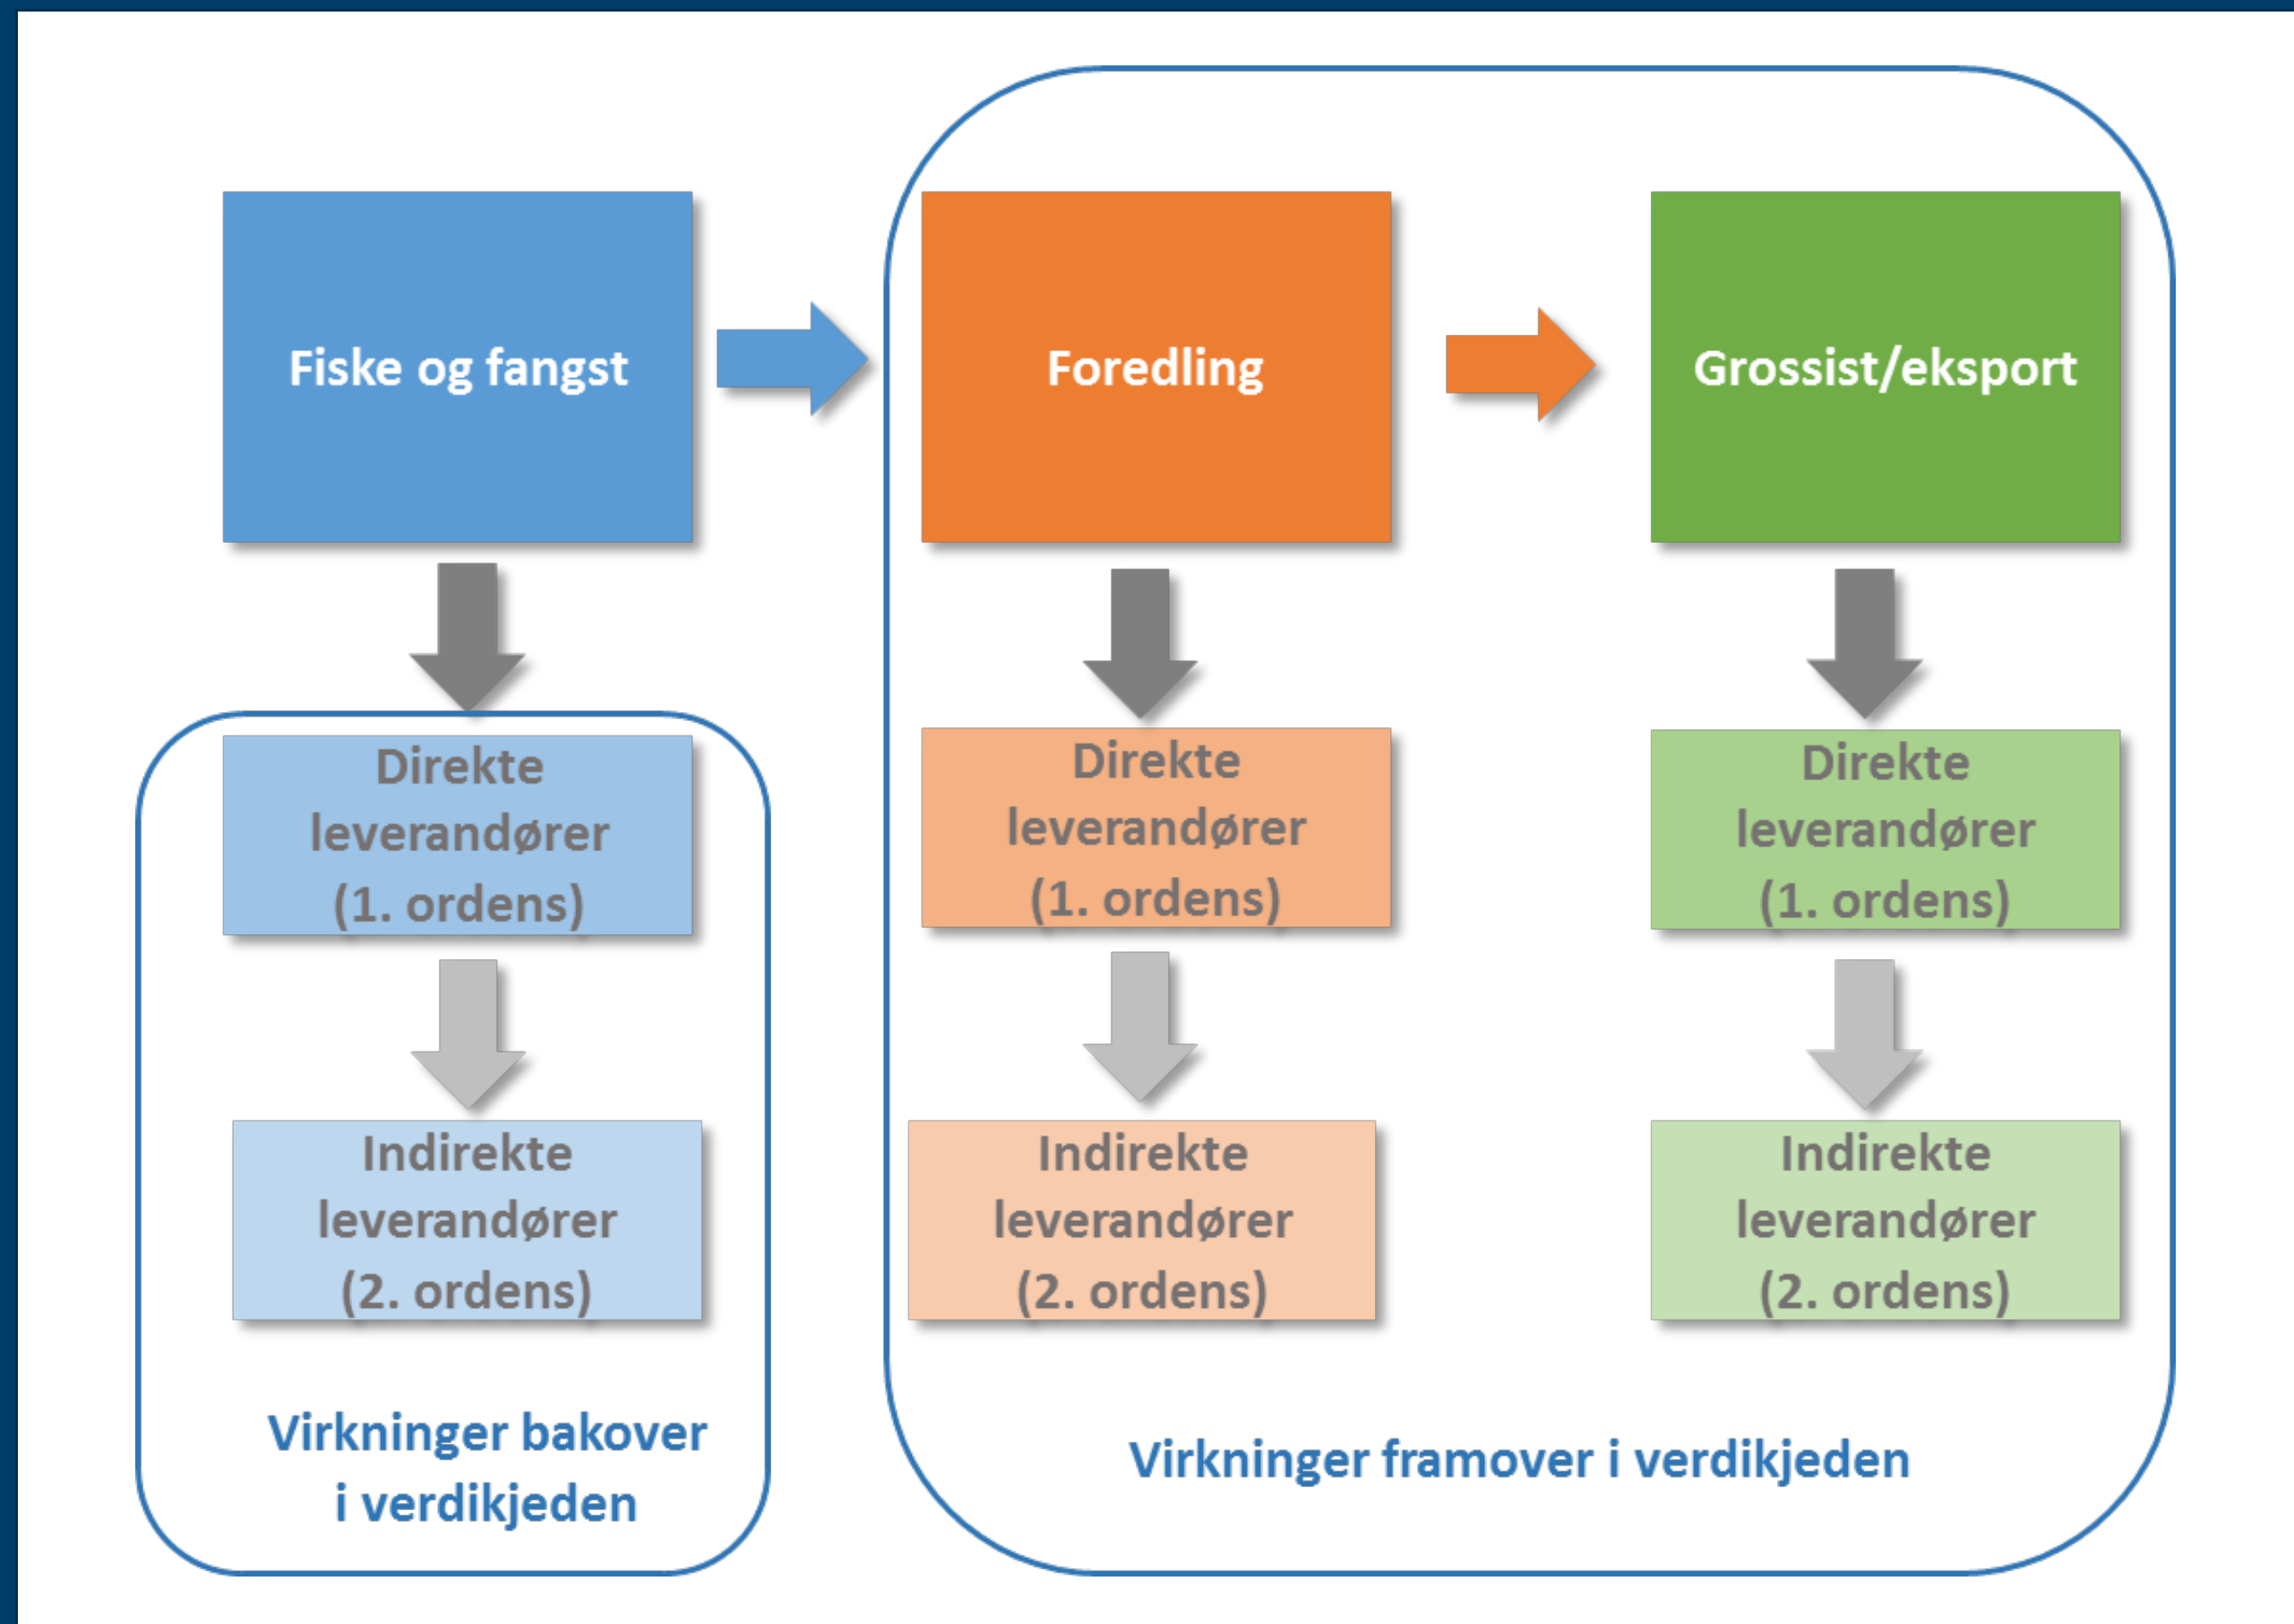 Fiske og fangst
Foredling
Grossist/eksport
Direkte
leverandører
(1. ordens)
Direkte
leverandører
(1. ordens)
Direkte
leverandører
(1. ordens)
Indirekte
leverandører
(2. ordens)
Indirekte
leverandører
(2. ordens)
Indirekte
leverandører
(2. ordens)
Virkninger bakover
i verdikjeden
Virkninger framover i verdikjeden